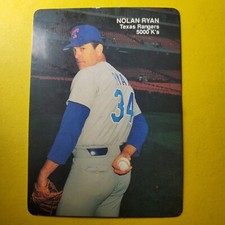 NOLAN RYAN
Texas Rangers
5000 K's
34